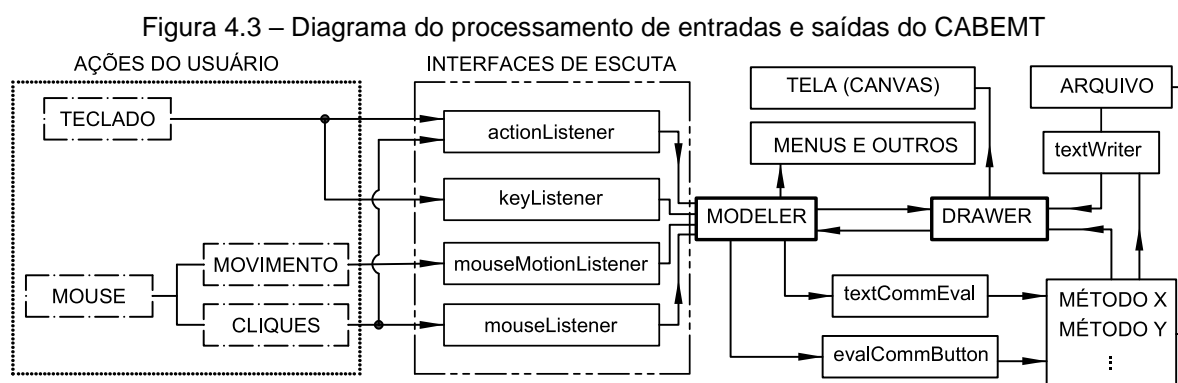 Figura 4.3 – Diagrama do processamento de entradas e saídas do CABEMT
AÇÕES DO USUÁRIO
TECLADO
MOUSE
MOVIMENTO
CLIQUES
INTERFACES DE ESCUTA
actionListener
keyListener
mouseMotionListener
mouseListener
TELA (CANVAS)
MENUS E OUTROS
MODELER
DRAWER
ARQUIVO
textWriter
textCommEval
evalCommButton
MÉTODO X
MÉTODO Y
⋮